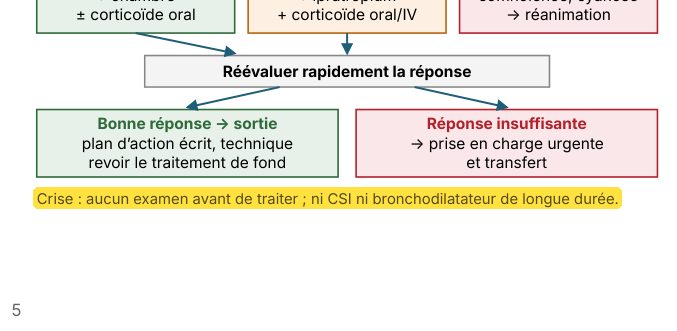 ± corticoïde oral
+ corticoïde oral/IV
→ réanimation
Réévaluer rapidement la réponse
Bonne réponse → sortie
plan d’action écrit, technique
revoir le traitement de fond
Réponse insuffisante
→ prise en charge urgente
et transfert
Crise : aucun examen avant de traiter ; ni CSI ni bronchodilatateur de longue durée.
5